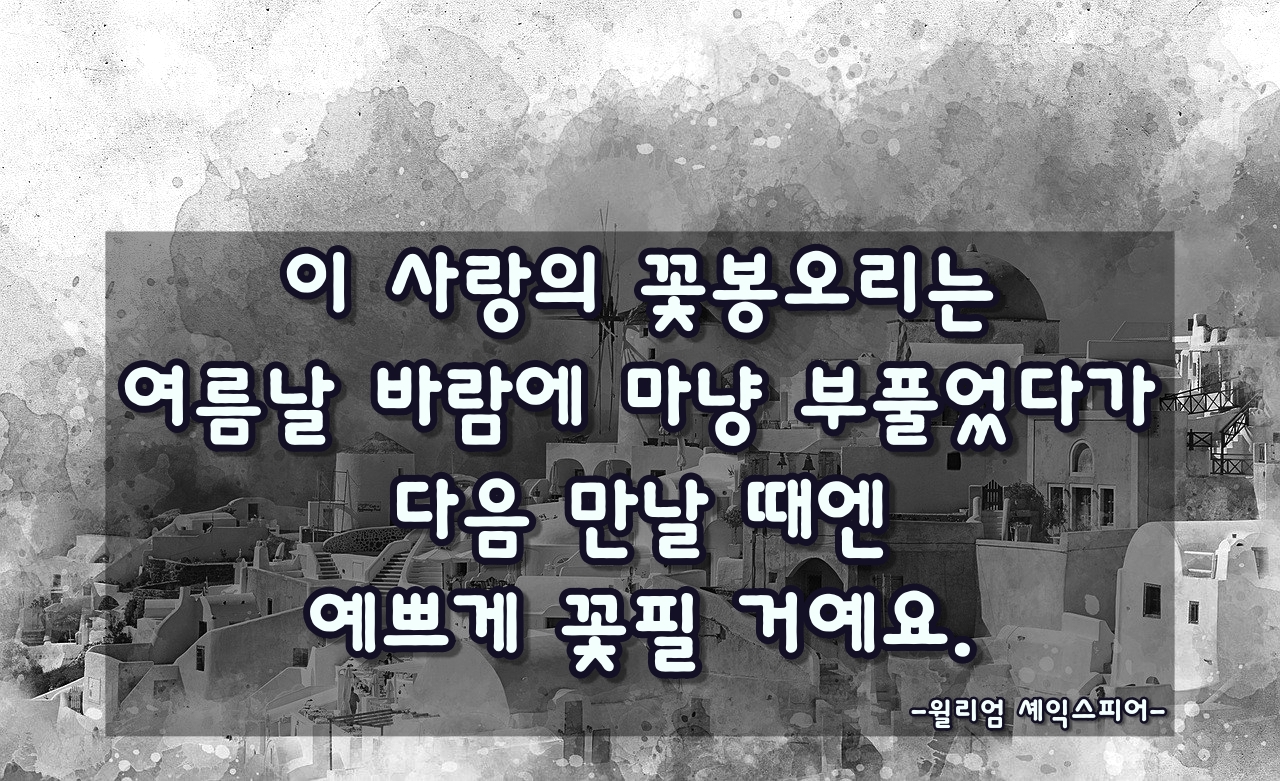 이 사랑의 꽃봉오리는
여름날 바람에 마냥 부풀었다가
다음 만날 때엔
예쁘게 꽃필 거예요.
-윌리엄 셰익스피어-